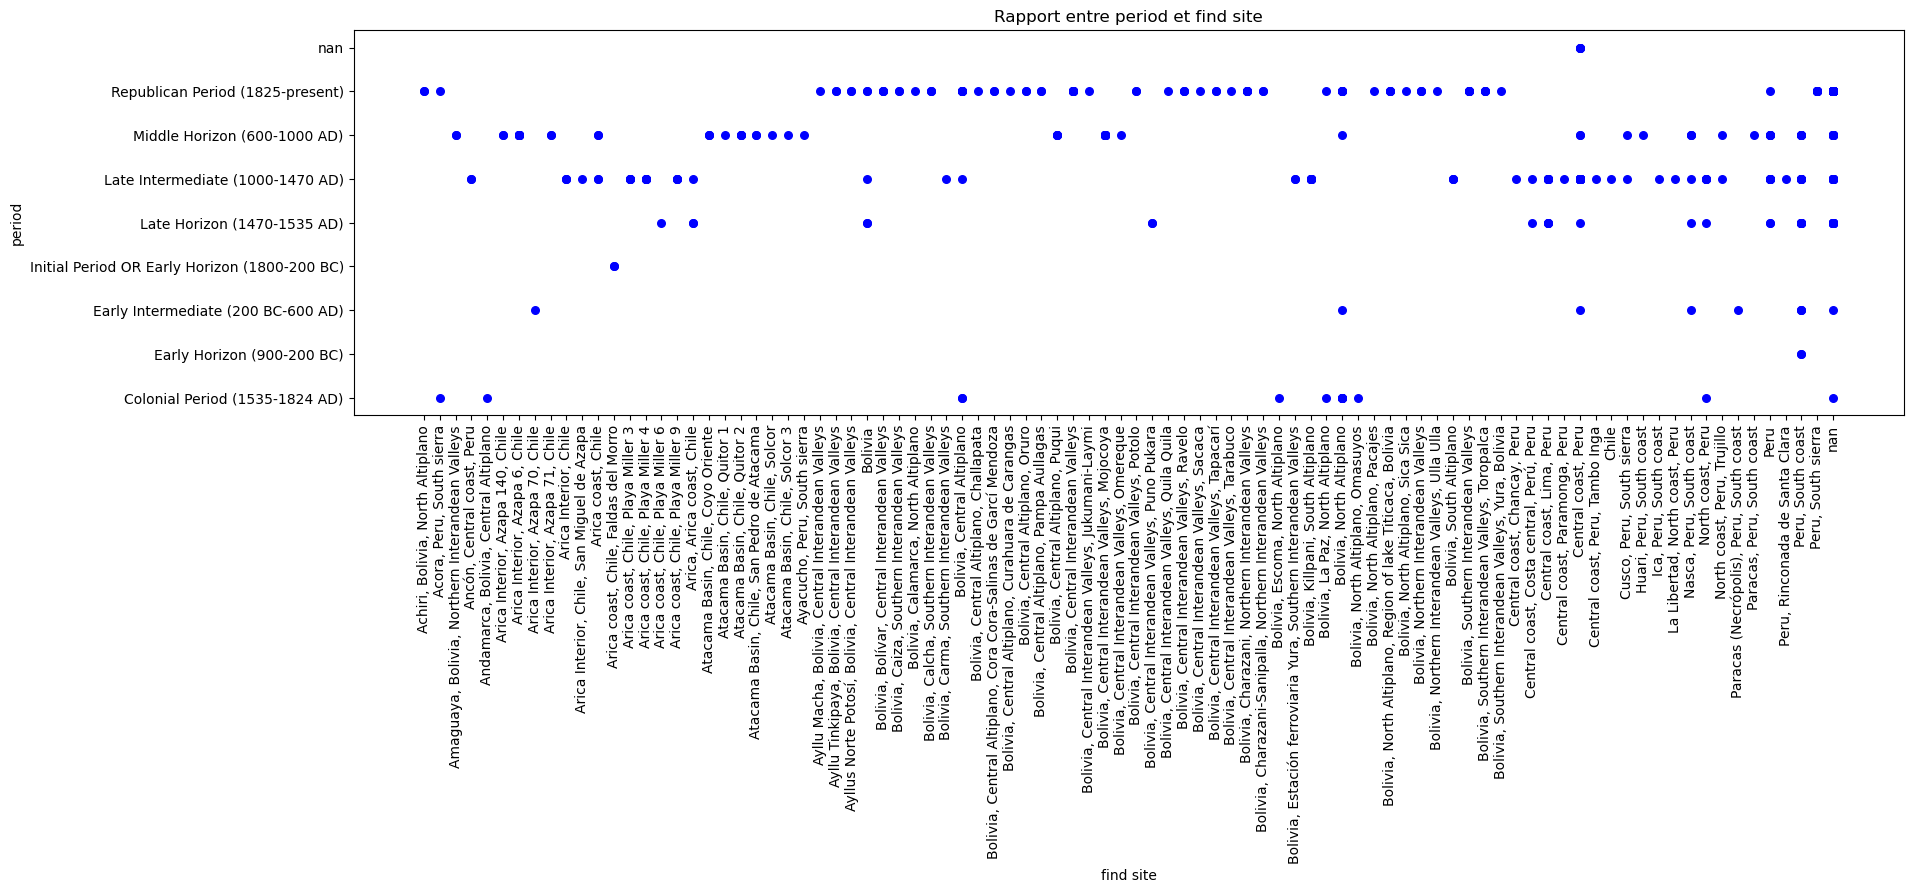 Rapport entre period et find site
nan
Republican Period (1825-present)
Middle Horizon (600-1000 AD)
Late Intermediate (1000-1470 AD)
Late Horizon (1470-1535 AD)
Initial Period OR Early Horizon (1800-200 BC)
Early Intermediate (200 BC-600 AD)
Early Horizon (900-200 BC)
Colonial Period (1535-1824 AD)
period
Achiri, Bolivia, North Altiplano
Acora, Peru, South sierra
Amaguaya, Bolivia, Northern Interandean Valleys
Ancón, Central coast, Peru
Andamarca, Bolivia, Central Altiplano
Arica Interior, Azapa 140, Chile
Arica Interior, Azapa 6, Chile
Arica Interior, Azapa 70, Chile
Arica Interior, Azapa 71, Chile
Arica Interior, Chile
Arica Interior, Chile, San Miguel de Azapa
Arica coast, Chile
Arica coast, Chile, Faldas del Morro
Arica coast, Chile, Playa Miller 3
Arica coast, Chile, Playa Miller 4
Arica coast, Chile, Playa Miller 6
Arica coast, Chile, Playa Miller 9
Arica, Arica coast, Chile
Atacama Basin, Chile, Coyo Oriente
Atacama Basin, Chile, Quitor 1
Atacama Basin, Chile, Quitor 2
Atacama Basin, Chile, San Pedro de Atacama
Atacama Basin, Chile, Solcor
Atacama Basin, Chile, Solcor 3
Ayacucho, Peru, South sierra
Ayllu Macha, Bolivia, Central Interandean Valleys
Ayllu Tinkipaya, Bolivia, Central Interandean Valleys
Ayllus Norte Potosí, Bolivia, Central Interandean Valleys
Bolivia
Bolivia, Bolívar, Central Interandean Valleys
Bolivia, Caiza, Southern Interandean Valleys
Bolivia, Calamarca, North Altiplano
Bolivia, Calcha, Southern Interandean Valleys
Bolivia, Carma, Southern Interandean Valleys
Bolivia, Central Altiplano
Bolivia, Central Altiplano, Challapata
Bolivia, Central Altiplano, Cora Cora-Salinas de Garcí Mendoza
Bolivia, Central Altiplano, Curahuara de Carangas
Bolivia, Central Altiplano, Oruro
Bolivia, Central Altiplano, Pampa Aullagas
Bolivia, Central Altiplano, Puqui
Bolivia, Central Interandean Valleys
Bolivia, Central Interandean Valleys, Jukumani-Laymi
Bolivia, Central Interandean Valleys, Mojocoya
Bolivia, Central Interandean Valleys, Omereque
Bolivia, Central Interandean Valleys, Potolo
Bolivia, Central Interandean Valleys, Puno Pukara
Bolivia, Central Interandean Valleys, Quila Quila
Bolivia, Central Interandean Valleys, Ravelo
Bolivia, Central Interandean Valleys, Sacaca
Bolivia, Central Interandean Valleys, Tapacarí
Bolivia, Central Interandean Valleys, Tarabuco
Bolivia, Charazani, Northern Interandean Valleys
Bolivia, Charazani-Sanipalla, Northern Interandean Valleys
Bolivia, Escoma, North Altiplano
Bolivia, Estación ferroviaria Yura, Southern Interandean Valleys
Bolivia, Killpani, South Altiplano
Bolivia, La Paz, North Altiplano
Bolivia, North Altiplano
Bolivia, North Altiplano, Omasuyos
Bolivia, North Altiplano, Pacajes
Bolivia, North Altiplano, Region of lake Titicaca, Bolivia
Bolivia, North Altiplano, Sica Sica
Bolivia, Northern Interandean Valleys
Bolivia, Northern Interandean Valleys, Ulla Ulla
Bolivia, South Altiplano
Bolivia, Southern Interandean Valleys
Bolivia, Southern Interandean Valleys, Toropalca
Bolivia, Southern Interandean Valleys, Yura, Bolivia
Central coast, Chancay, Peru
Central coast, Costa central, Perú, Peru
Central coast, Lima, Peru
Central coast, Paramonga, Peru
Central coast, Peru
Central coast, Peru, Tambo Inga
Chile
Cusco, Peru, South sierra
Huari, Peru, South coast
Ica, Peru, South coast
La Libertad, North coast, Peru
Nasca, Peru, South coast
North coast, Peru
North coast, Peru, Trujillo
Paracas (Necrópolis), Peru, South coast
Paracas, Peru, South coast
Peru
Peru, Rinconada de Santa Clara
Peru, South coast
Peru, South sierra
nan
find site